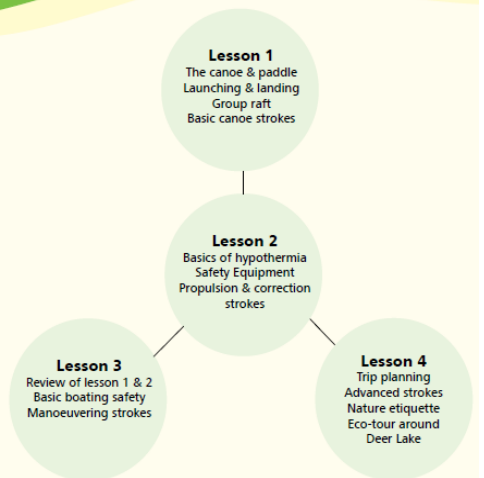 Lesson 1
The canoe & paddle
Launching & landing
Group raft
Basic canoe strokes
Lesson 2
Basics of hypothermia
Safety Equipment
Propulsion & correction
strokes
Lesson 3
Review of lesson 1 & 2
Basic boating safety
Manoeuvering strokes
Lesson 4
Trip planning
Advanced strokes
Nature etiquette
Eco-tour around
Deer Lake